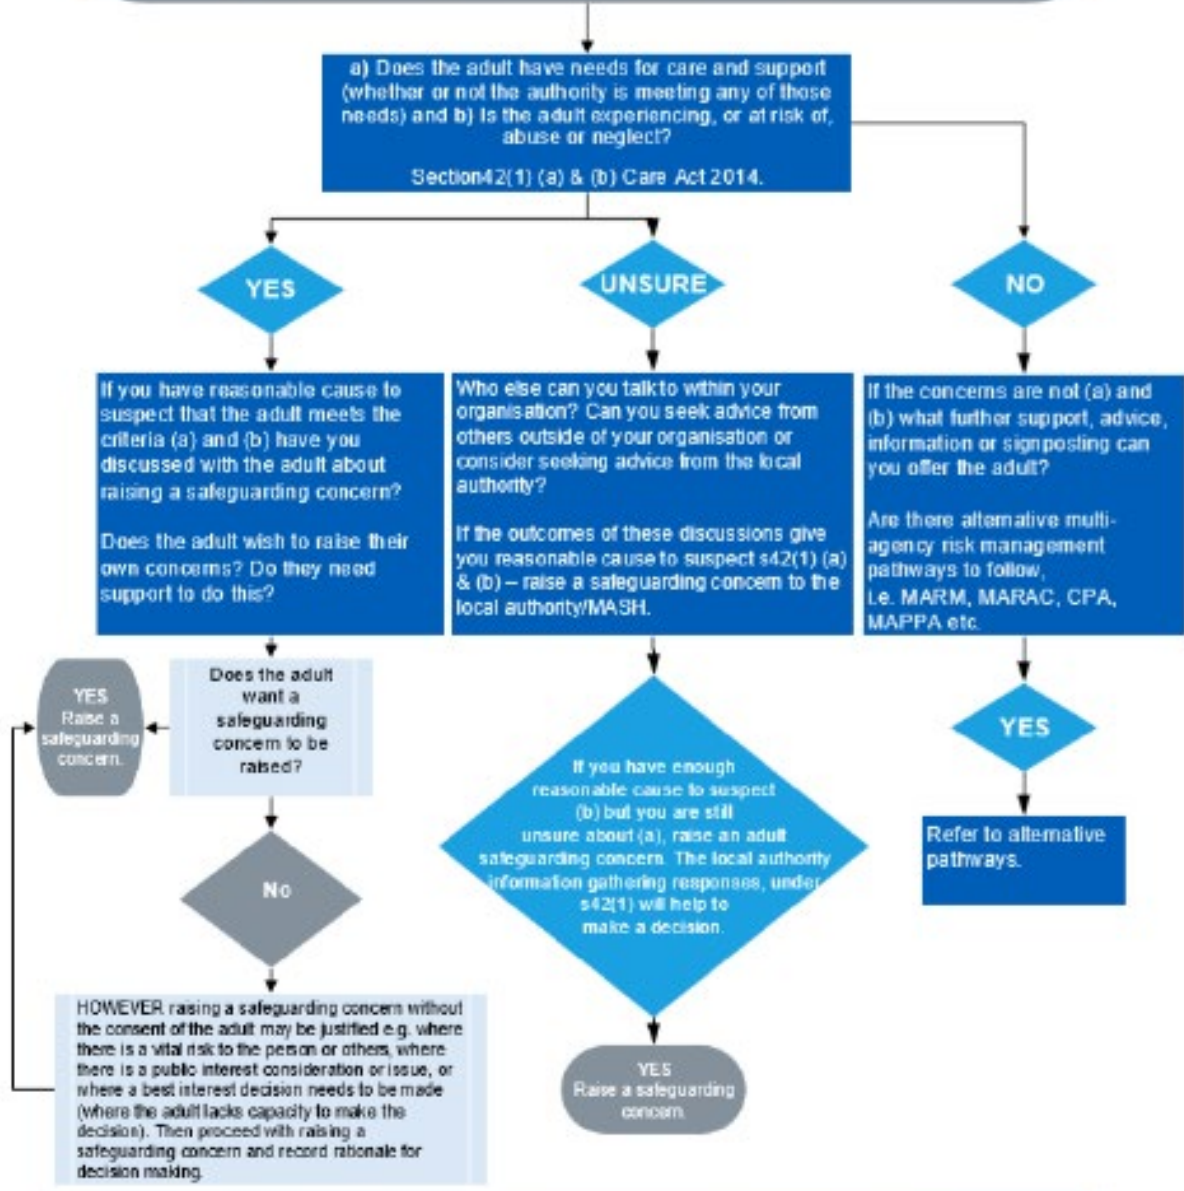 a) Does the adult have needs for care and support
(whether or not the authority is meeting any of those
needs) and b) Is the adult experiencing, or at risk of,
abuse or neglect?
Section42(1) (a) & (b) Care Act 2014.
YES
UNSURE
NO
If you have reasonable cause to
suspect that the adult meets the
criteria (a) and (b) have you
discussed with the adult about
raising a safeguarding concern?
Does the adult wish to raise their
own concerns? Do they need
support to do this?
Who else can you talk to within your
organisation? Can you seek advice from
others outside of your organisation or
consider seeking advice from the local
authority?
If the outcomes of these discussions give
you reasonable cause to suspect s42(1) (a)
& (b) – raise a safeguarding concern to the
local authority/MASH.
If the concerns are not (a) and
(b) what further support, advice,
information or signposting can
you offer the adult?
Are there alternative multi-
agency risk management
pathways to follow,
i.e. MARM, MARAC, CPA,
MAPPA etc.
YES
Raise a
safeguarding
concern.
Does the adult
want a
safeguarding
concern to be
raised?
No
HOWEVER raising a safeguarding concern without
the consent of the adult may be justified e.g. where
there is a vital risk to the person or others, where
there is a public interest consideration or issue, or
where a best interest decision needs to be made
(where the adult lacks capacity to make the
decision). Then proceed with raising a
safeguarding concern and record rationale for
decision making.
If you have enough
reasonable cause to suspect
(b) but you are still
unsure about (a), raise an adult
safeguarding concern. The local authority
information gathering responses, under
s42(1) will help to
make a decision.
YES
Raise a safeguarding
concern.
YES
Refer to alternative
pathways.